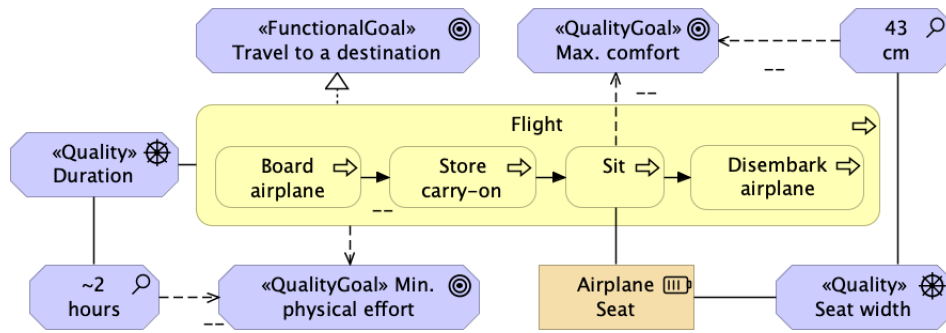 «FunctionalGoal»
Travel to a destination
«QualityGoal»
Max. comfort
43
cm
--
--
Flight
«Quality»
Duration
Board
airplane
Store
carry-on
Sit
Disembark
airplane
--
~2
hours
--
«QualityGoal» Min.
physical effort
Airplane
Seat
«Quality»
Seat width